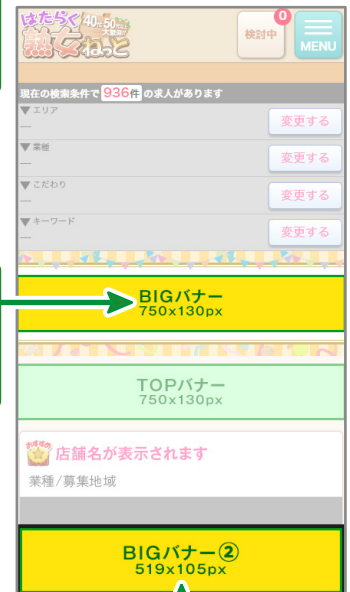 はたらく40代50代大歓迎
熟女ねっと
検討中
0
MENU
現在の検索条件で 936件 の求人があります
▼エリア
---
変更する
▼業種
---
変更する
▼こだわり
---
変更する
▼キーワード
---
変更する
BIGバナー
750x130px
TOPバナー
750x130px
おすすめ
店舗名が表示されます
業種/募集地域
BIGバナー②
519x105px